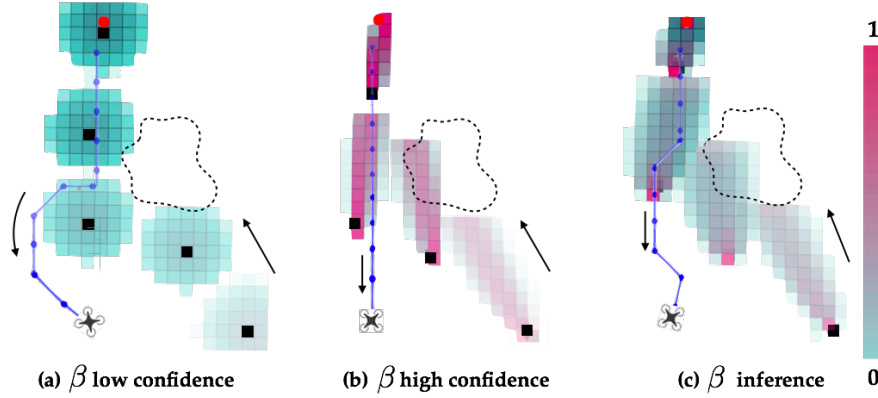 1
0
(a) β low confidence
(b) β high confidence
(c) β inference